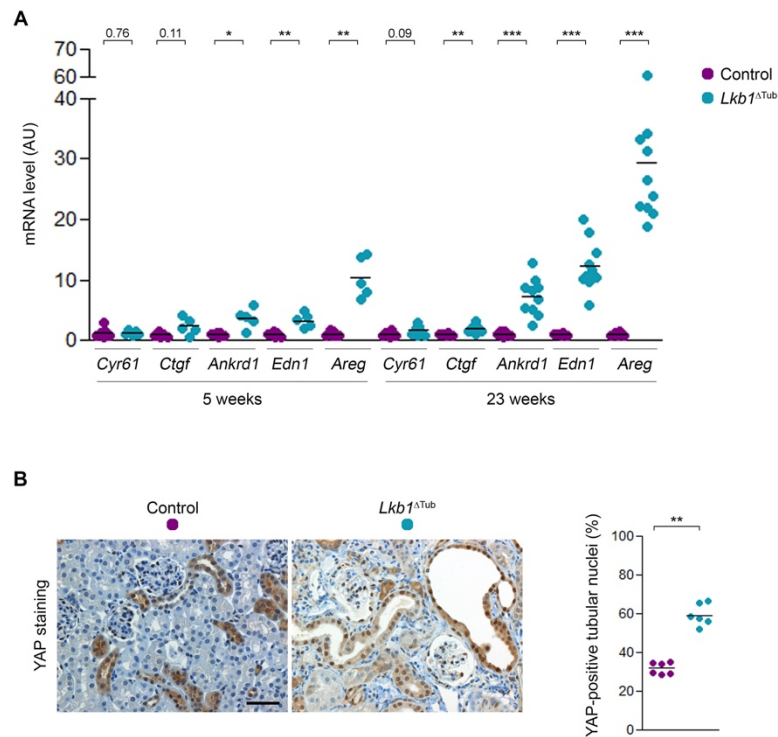 A
0.76 0.11 * ** ** 0.09 ** *** *** ***
70
60
40
30
20
10
0
mRNA level (AU)
Control
Lkb1ΔTub
Cyr61 Ctgf Ankrd1 Edn1 Areg Cyr61 Ctgf Ankrd1 Edn1 Areg
5 weeks 23 weeks
B
Control Lkb1ΔTub
YAP staining
YAP-positive tubular nuclei (%)
**
100
80
60
40
20
0